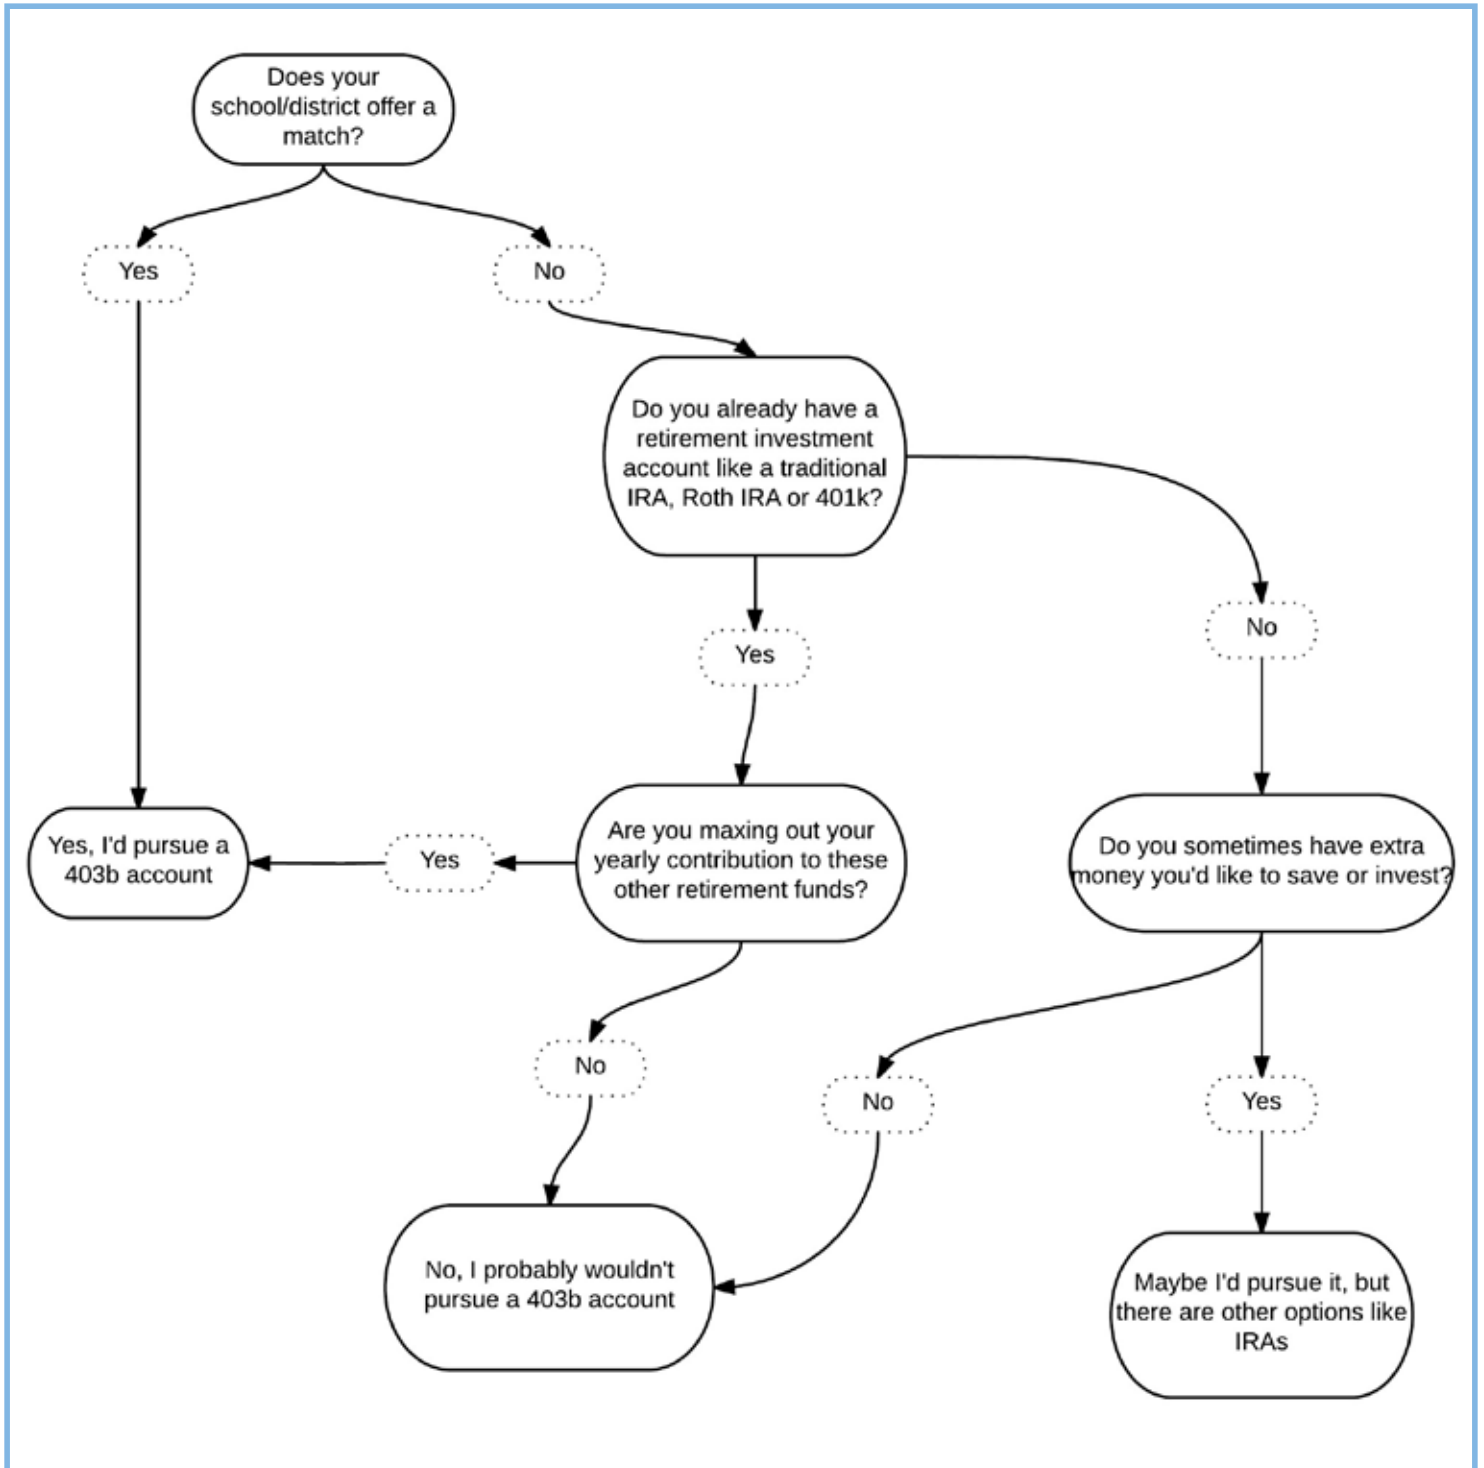 Does your
school/district offer a
match?
Yes
No
Do you already have a
retirement investment
account like a traditional
IRA, Roth IRA or 401k?
No
Yes
Yes, I'd pursue a
403b account
Yes
Are you maxing out your
yearly contribution to these
other retirement funds?
Do you sometimes have extra
money you'd like to save or invest?
No
No
Yes
No, I probably wouldn't
pursue a 403b account
Maybe I'd pursue it, but
there are other options like
IRAs